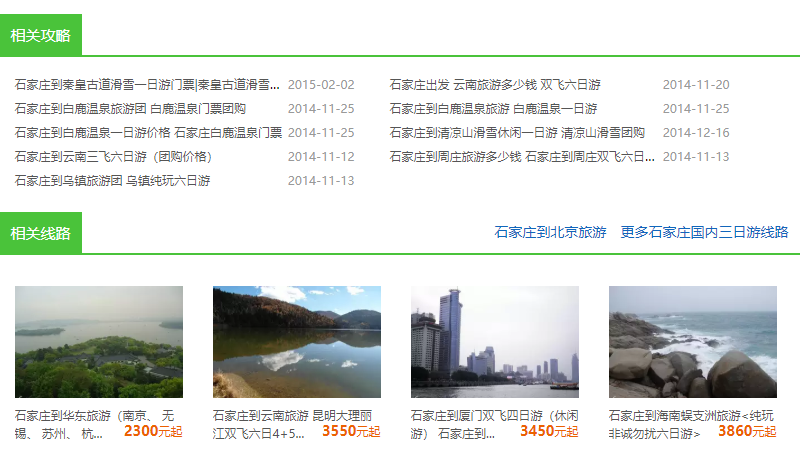 相关攻略
石家庄到秦皇古道滑雪一日游门票|秦皇古道滑雪... 2015-02-02
石家庄出发 云南旅游多少钱 双飞六日游 2014-11-20
石家庄到白鹿温泉旅游团 白鹿温泉门票团购 2014-11-25
石家庄到白鹿温泉旅游 白鹿温泉一日游 2014-11-25
石家庄到白鹿温泉一日游价格 石家庄白鹿温泉门票 2014-11-25
石家庄到清凉山滑雪休闲一日游 清凉山滑雪团购 2014-12-16
石家庄到云南三飞六日游（团购价格） 2014-11-12
石家庄到周庄旅游多少钱 石家庄到周庄双飞六日... 2014-11-13
石家庄到乌镇旅游团 乌镇纯玩六日游 2014-11-13
相关线路
石家庄到北京旅游 更多石家庄国内三日游线路
石家庄到华东旅游（南京、 无
锡、 苏州、 杭... 2300元起
石家庄到云南旅游 昆明大理丽
江双飞六日4+5... 3550元起
石家庄到厦门双飞四日游（休闲
游） 石家庄到... 3450元起
石家庄到海南蜈支洲旅游<纯玩
非诚勿扰六日游> 3860元起